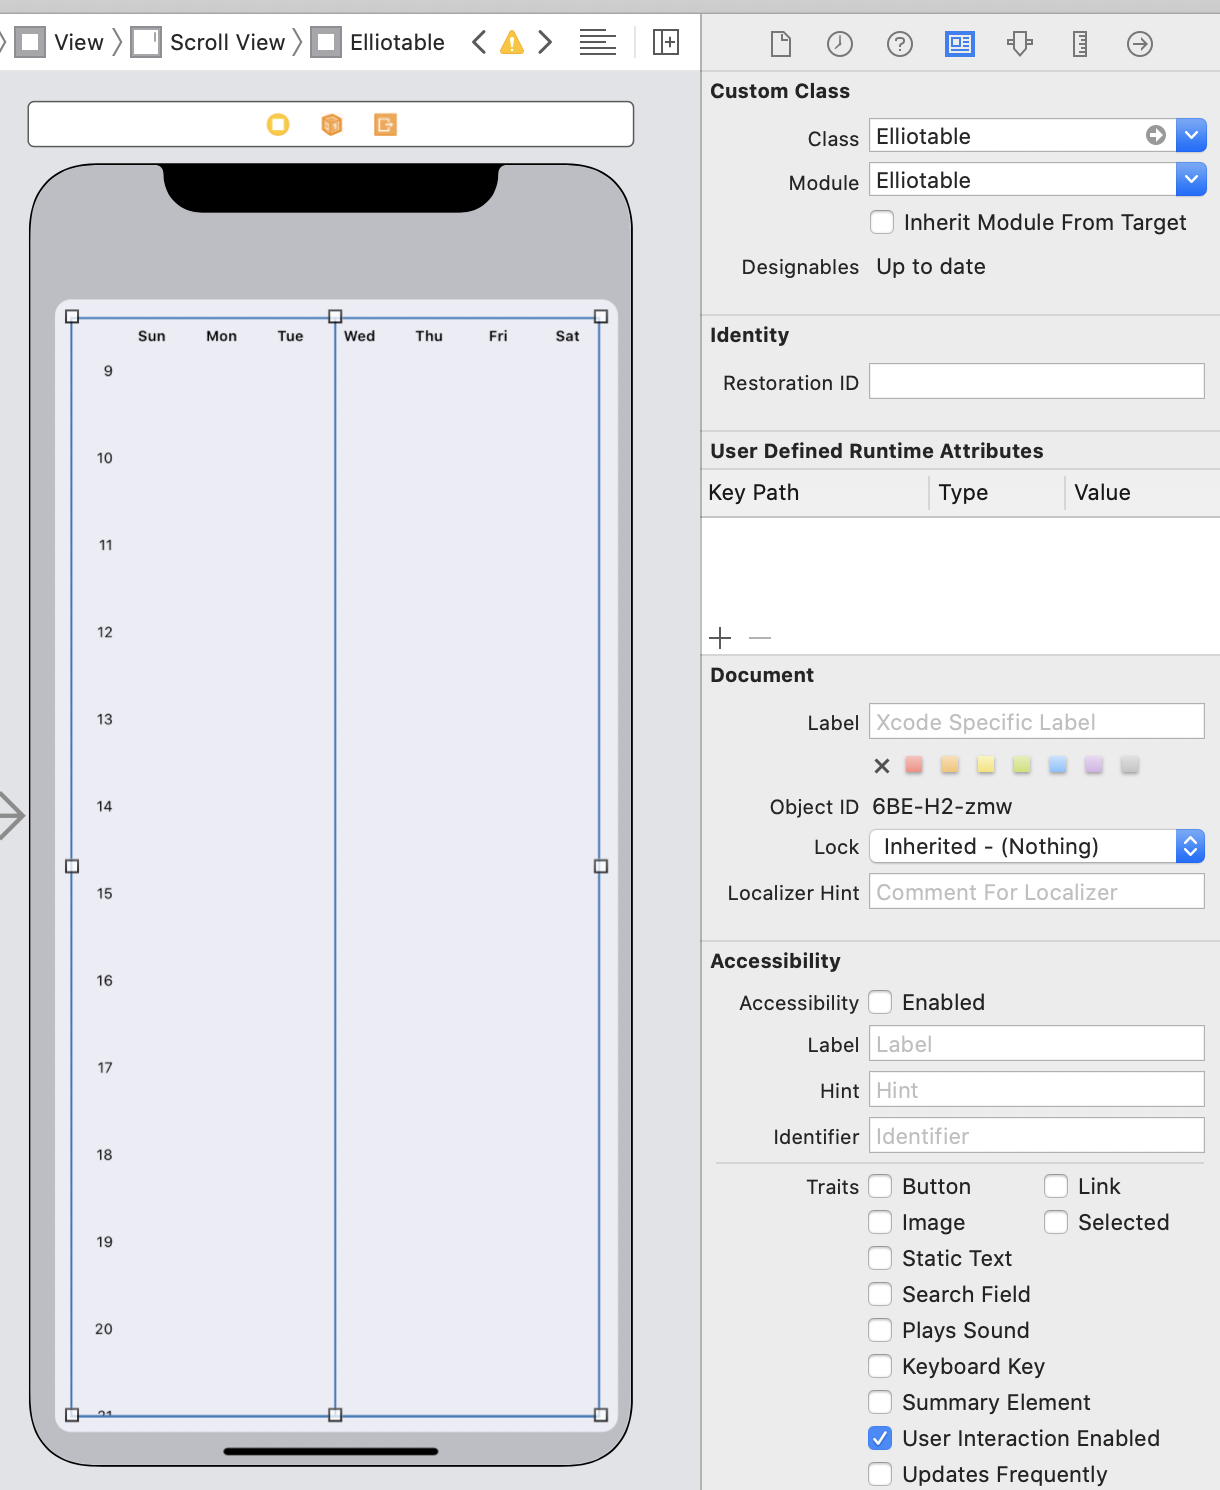 View Scroll View Elliotable
Sun Mon Tue Wed Thu Fri Sat
9
10
11
12
13
14
15
16
17
18
19
20
21
Custom Class
Class Elliotable
Module Elliotable
Inherit Module From Target
Designables Up to date
Identity
Restoration ID
User Defined Runtime Attributes
Key Path Type Value
Document
Label Xcode Specific Label
Object ID 6BE-H2-zmw
Lock Inherited - (Nothing)
Localizer Hint Comment For Localizer
Accessibility
Accessibility Enabled
Label Label
Hint Hint
Identifier Identifier
Traits Button Link
Image Selected
Static Text
Search Field
Plays Sound
Keyboard Key
Summary Element
User Interaction Enabled
Updates Frequently